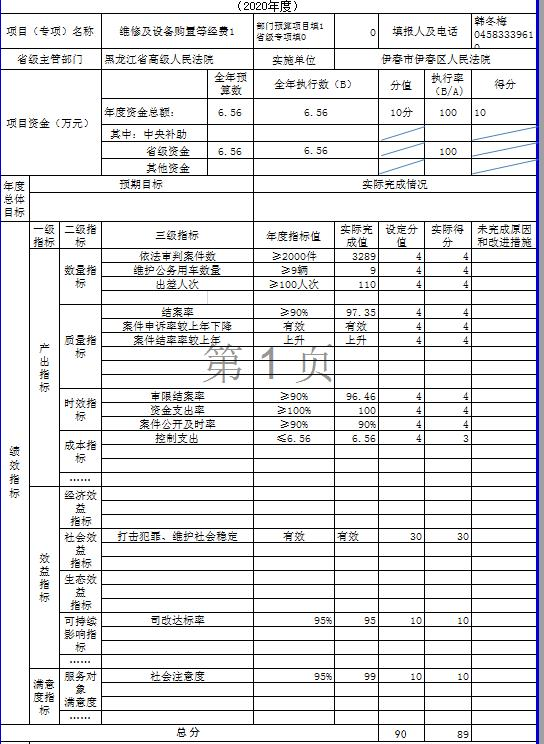 （2020年度）
项目（专项）名称 维修及设备购置等经费1 部门预算项目填1 省级专项填0 0 填报人及电话 韩冬梅 04583339610
省级主管部门 黑龙江省高级人民法院 实施单位 伊春市伊春区人民法院
项目资金（万元） 全年预算数 全年执行数（B） 分值 执行率（B/A） 得分
年度资金总额： 6.56 6.56 10分 100 10
其中：中央补助
省级资金 6.56 6.56 100
其他资金
年度总体目标 预期目标 实际完成情况
绩效指标 一级指标 二级指标 三级指标 年度指标值 实际完成值 设定分值 实际得分 未完成原因和改进措施
产出指标 数量指标 依法审判案件数 ≥2000件 3289 4 4
维护公务用车数量 ≥9辆 9 4 4
出差人次 ≥100人次 110 4 4
质量指标 结案率 ≥90% 97.35 4 4
案件申诉率较上年下降 有效 有效 4 4
案件结率率较上年 上升 上升 4 4
第 1 页
时效指标 审限结案率 ≥90% 96.46 4 4
资金支出率 ≥100% 100 4 4
案件公开及时率 ≥90% 90% 4 4
成本指标 控制支出 ≤6.56 6.56 4 3
……
效益指标 经济效益指标
社会效益指标 打击犯罪、维护社会稳定 有效 有效 30 30
生态效益指标
可持续影响指标 司改达标率 95% 95 10 10
……
满意度指标 服务对象满意度 社会注意度 95% 99 10 10
……
总分 90 89